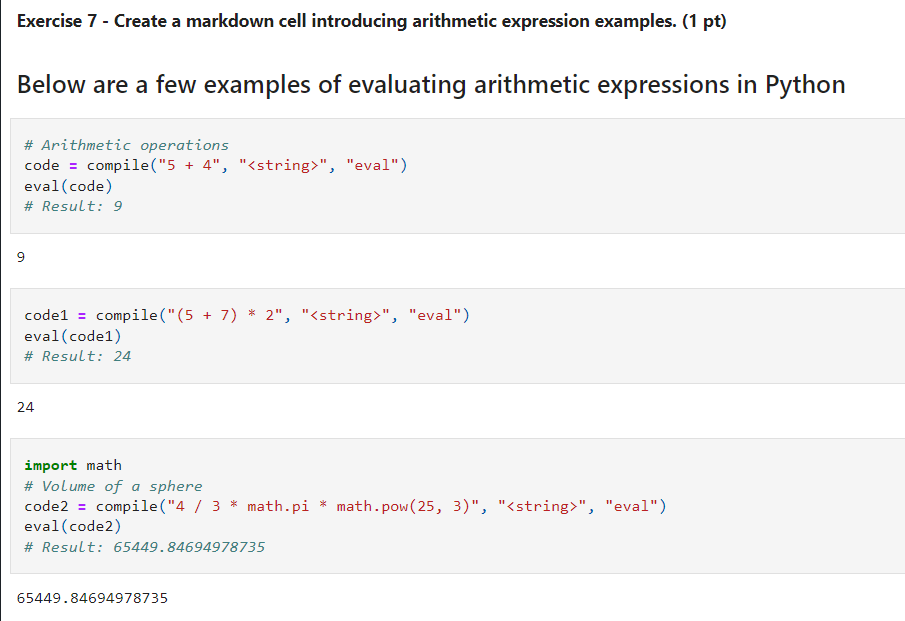 Exercise 7 - Create a markdown cell introducing arithmetic expression examples. (1 pt)
Below are a few examples of evaluating arithmetic expressions in Python
# Arithmetic operations
code = compile("5 + 4", "<string>", "eval")
eval(code)
# Result: 9
9
code1 = compile("(5 + 7) * 2", "<string>", "eval")
eval(code1)
# Result: 24
24
import math
# Volume of a sphere
code2 = compile("4 / 3 * math.pi * math.pow(25, 3)", "<string>", "eval")
eval(code2)
# Result: 65449.84694978735
65449.84694978735